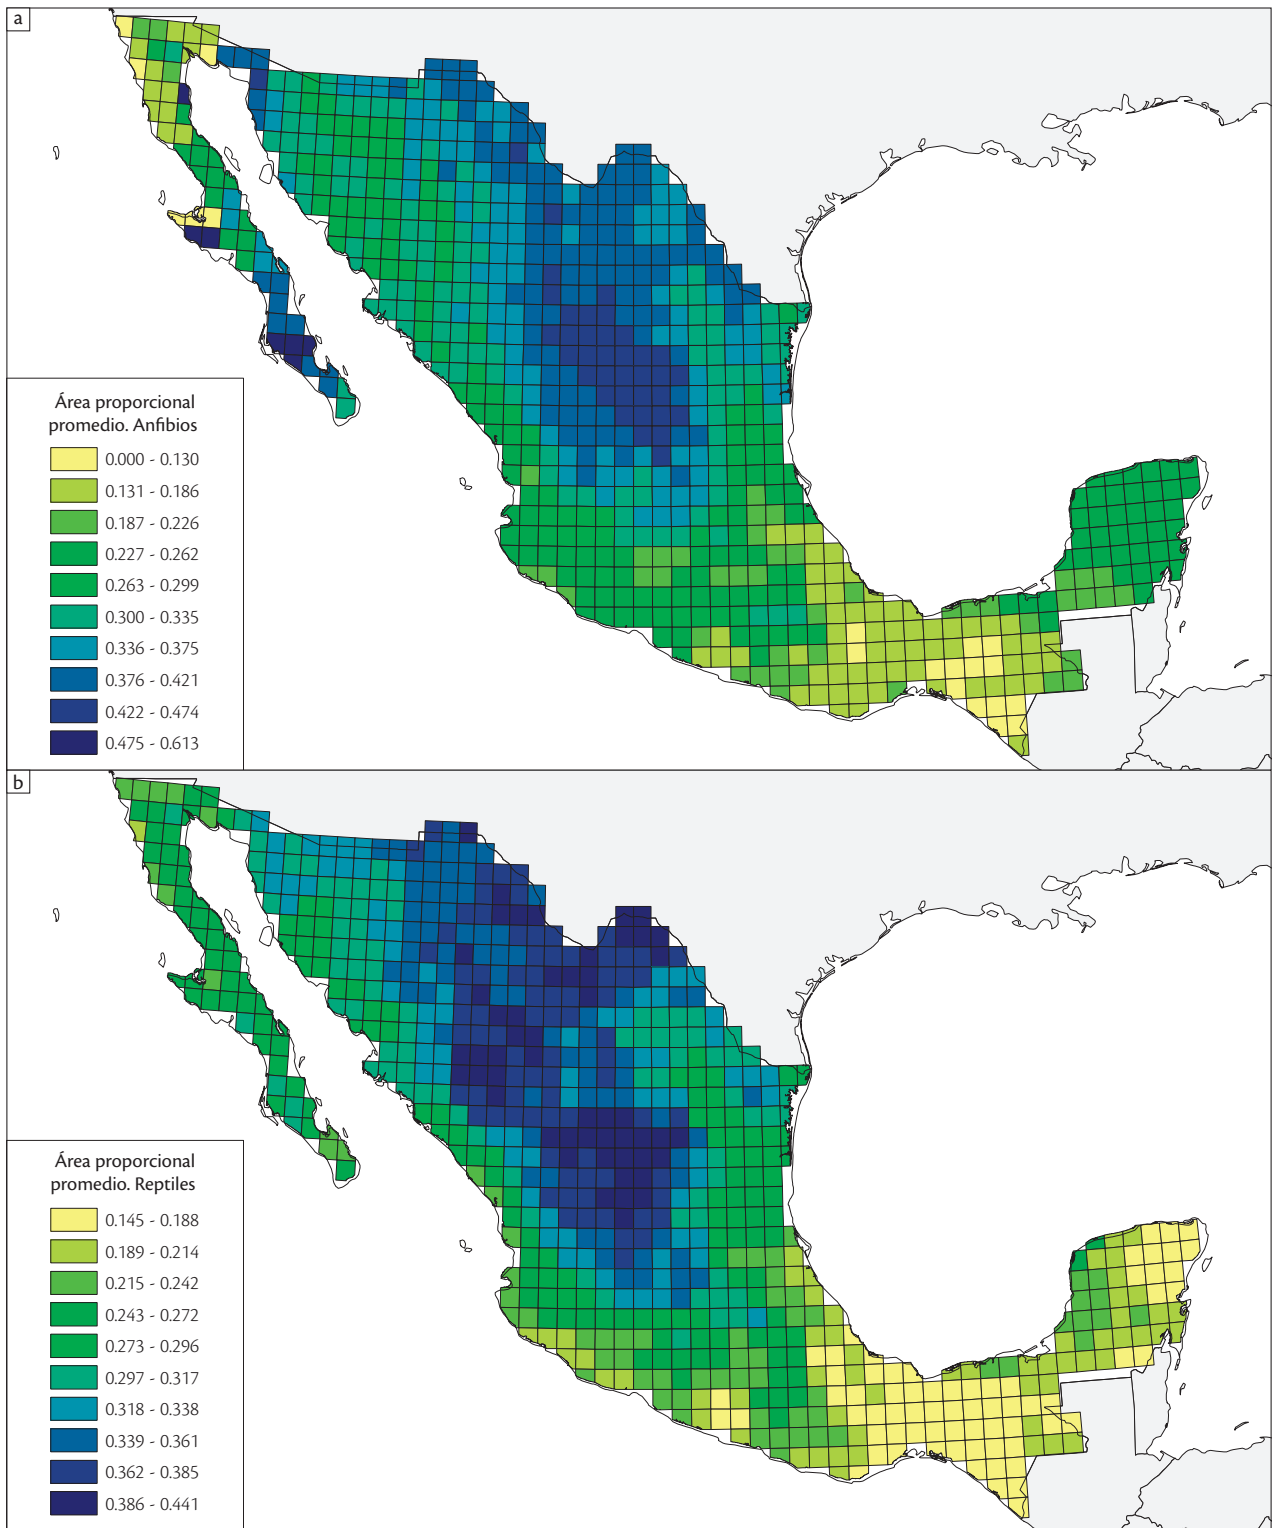 a
Área proporcional
promedio. Anfibios
0.000 - 0.130
0.131 - 0.186
0.187 - 0.226
0.227 - 0.262
0.263 - 0.299
0.300 - 0.335
0.336 - 0.375
0.376 - 0.421
0.422 - 0.474
0.475 - 0.613
b
Área proporcional
promedio. Reptiles
0.145 - 0.188
0.189 - 0.214
0.215 - 0.242
0.243 - 0.272
0.273 - 0.296
0.297 - 0.317
0.318 - 0.338
0.339 - 0.361
0.362 - 0.385
0.386 - 0.441